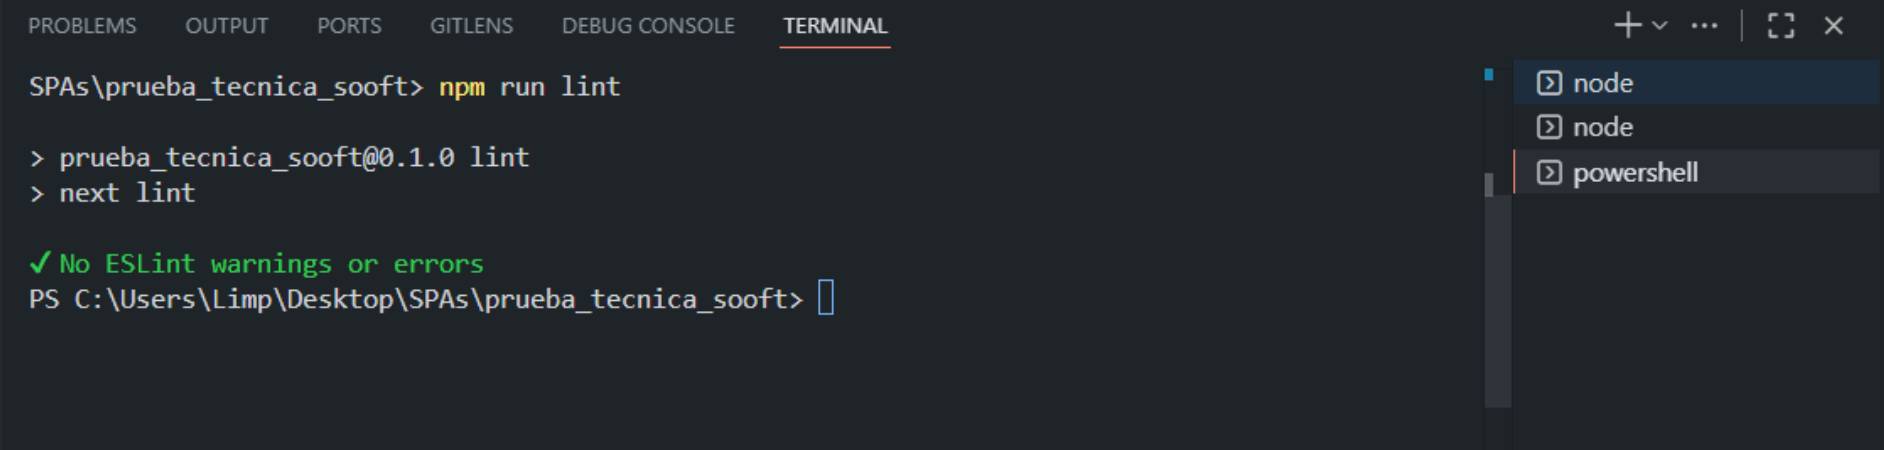 PROBLEMS OUTPUT PORTS GITLENS DEBUG CONSOLE TERMINAL
SPAs\prueba_tecnica_sooft> npm run lint
> prueba_tecnica_sooft@0.1.0 lint
> next lint
✓ No ESLint warnings or errors
PS C:\Users\Limp\Desktop\SPAs\prueba_tecnica_sooft>
node
node
powershell